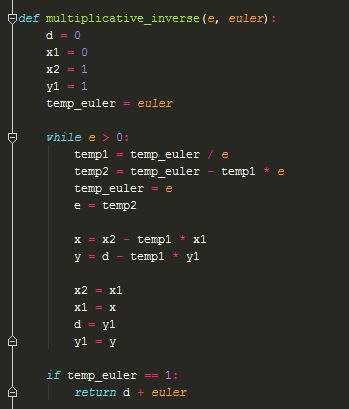 def multiplicative_inverse(e, euler):
    d = 0
    x1 = 0
    x2 = 1
    y1 = 1
    temp_euler = euler
    while e > 0:
        temp1 = temp_euler / e
        temp2 = temp_euler - temp1 * e
        temp_euler = e
        e = temp2
        x = x2 - temp1 * x1
        y = d - temp1 * y1
        x2 = x1
        x1 = x
        d = y1
        y1 = y
    if temp_euler == 1:
        return d + euler